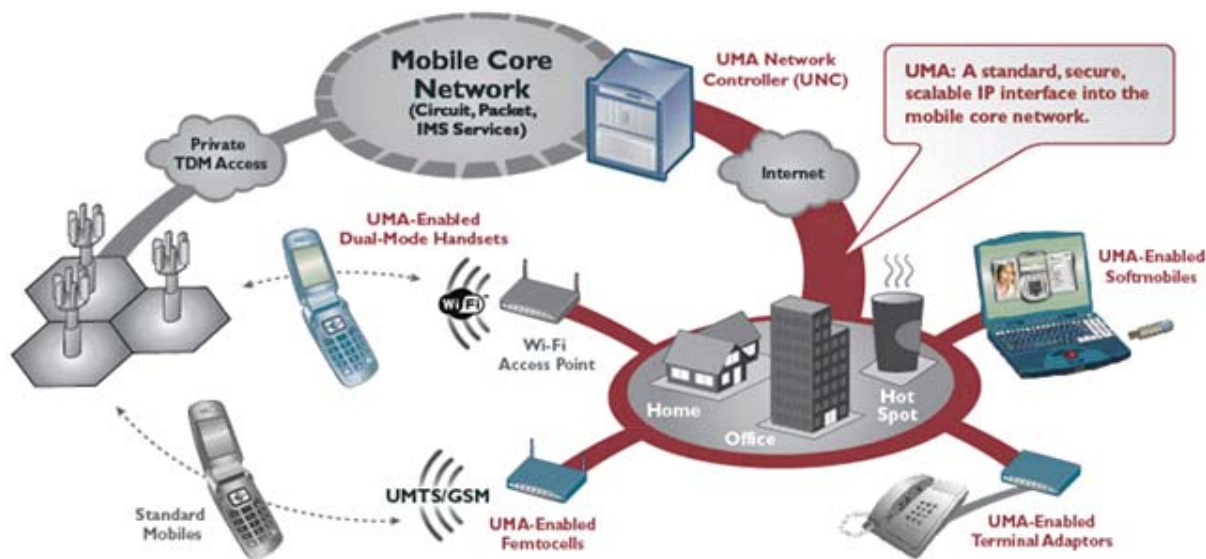 Mobile Core
Network
(Circuit, Packet,
IMS Services)
UMA Network
Controller (UNC)
UMA: A standard, secure,
scalable IP interface into the
mobile core network.
Private
TDM Access
Internet
UMA-Enabled
Dual-Mode Handsets
Wi Fi
Wi-Fi
Access Point
UMA-Enabled
Softmobiles
Home
Office
Hot
Spot
Standard
Mobiles
UMTS/GSM
UMA-Enabled
Femtocells
UMA-Enabled
Terminal Adaptors